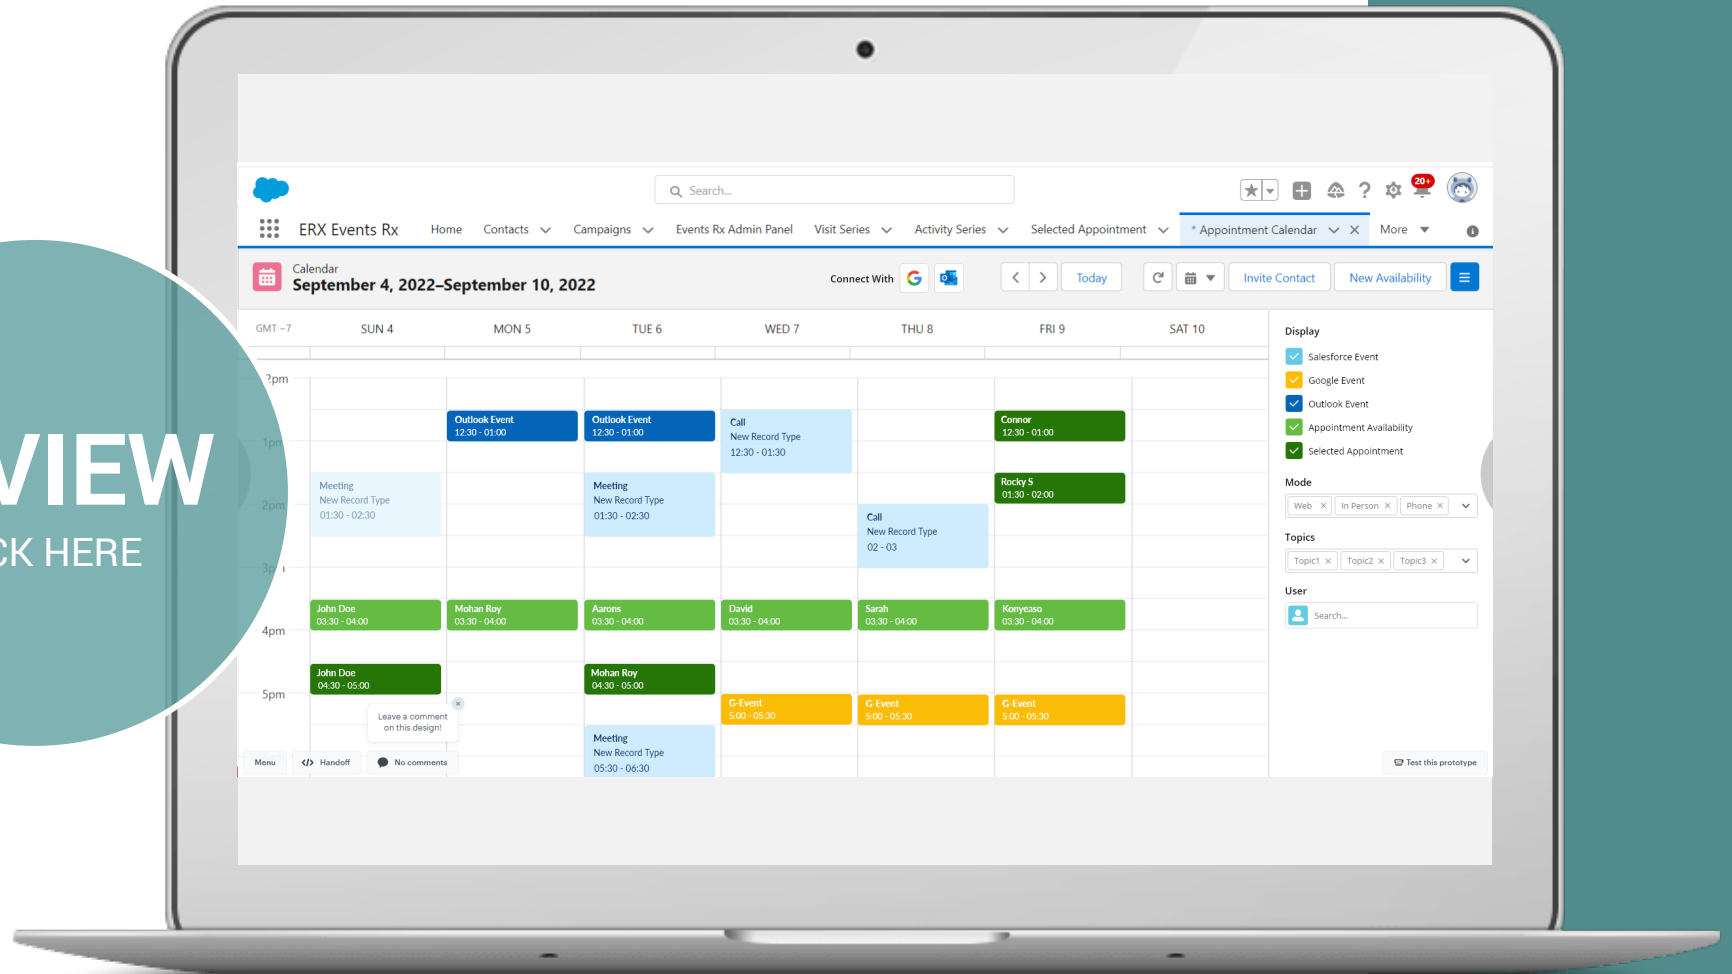 VIEW
CK HERE
Search...
20+
ERX Events Rx Home Contacts Campaigns Events Rx Admin Panel Visit Series Activity Series Selected Appointment * Appointment Calendar More
Calendar
September 4, 2022–September 10, 2022
Connect With
Today
Invite Contact
New Availability
GMT −7 SUN 4 MON 5 TUE 6 WED 7 THU 8 FRI 9 SAT 10
2pm
1pm
2pm
4pm
5pm
Meeting
New Record Type
01:30 - 02:30
John Doe
03:30 - 04:00
John Doe
04:30 - 05:00
Outlook Event
12:30 - 01:00
Mohan Roy
03:30 - 04:00
Outlook Event
12:30 - 01:00
Meeting
New Record Type
01:30 - 02:30
Aarons
03:30 - 04:00
Mohan Roy
04:30 - 05:00
Meeting
New Record Type
05:30 - 06:30
Call
New Record Type
12:30 - 01:30
David
03:30 - 04:00
G-Event
5:00 - 05:30
Call
New Record Type
02 - 03
Sarah
03:30 - 04:00
G-Event
5:00 - 05:30
Connor
12:30 - 01:00
Rocky S
01:30 - 02:00
Konyeaso
03:30 - 04:00
G-Event
5:00 - 05:30
Leave a comment
on this design!
Menu
Handoff
No comments
Display
Salesforce Event
Google Event
Outlook Event
Appointment Availability
Selected Appointment
Mode
Web × In Person × Phone ×
Topics
Topic1 × Topic2 × Topic3 ×
User
Search...
Test this prototype